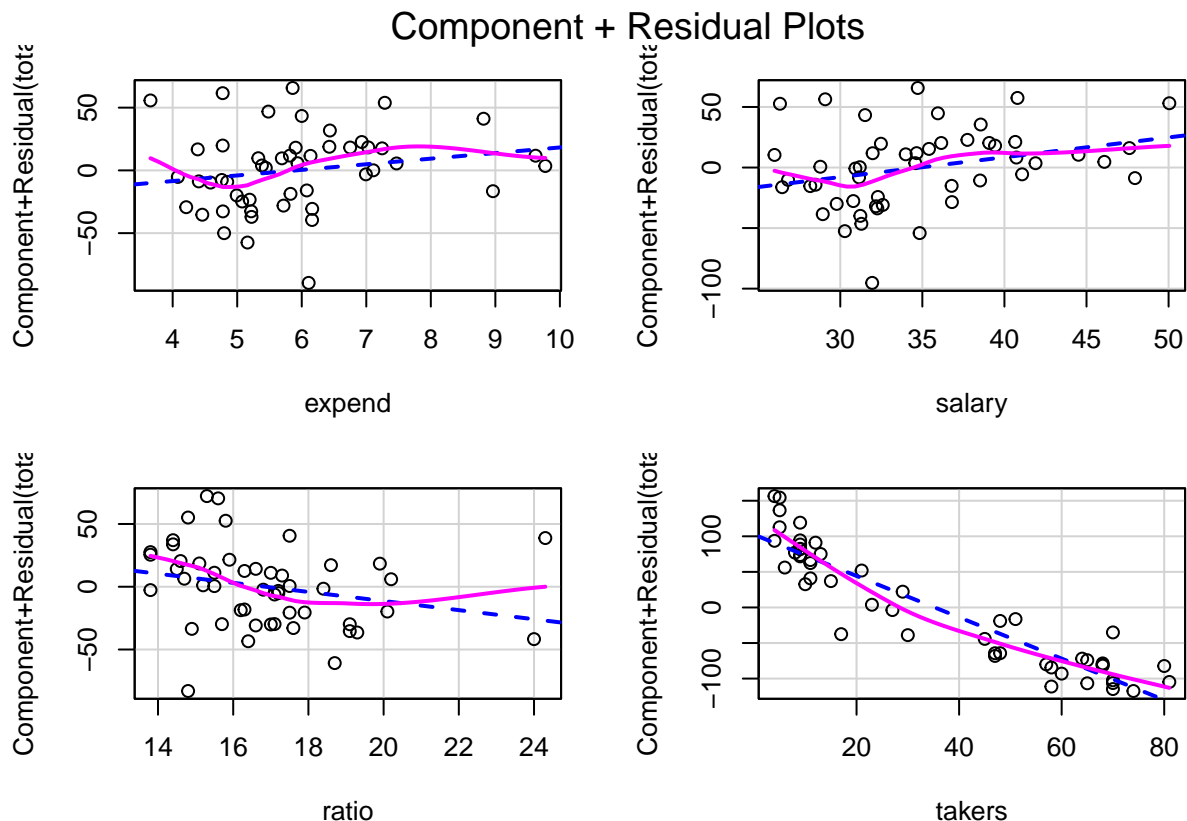 Component + Residual Plots
Component+Residual(tota
50
0
−50
4 5 6 7 8 9 10
expend
Component+Residual(tota
50
0
−100
30 35 40 45 50
salary
Component+Residual(tota
50
0
−50
14 16 18 20 22 24
ratio
Component+Residual(tota
100
0
−100
20 40 60 80
takers